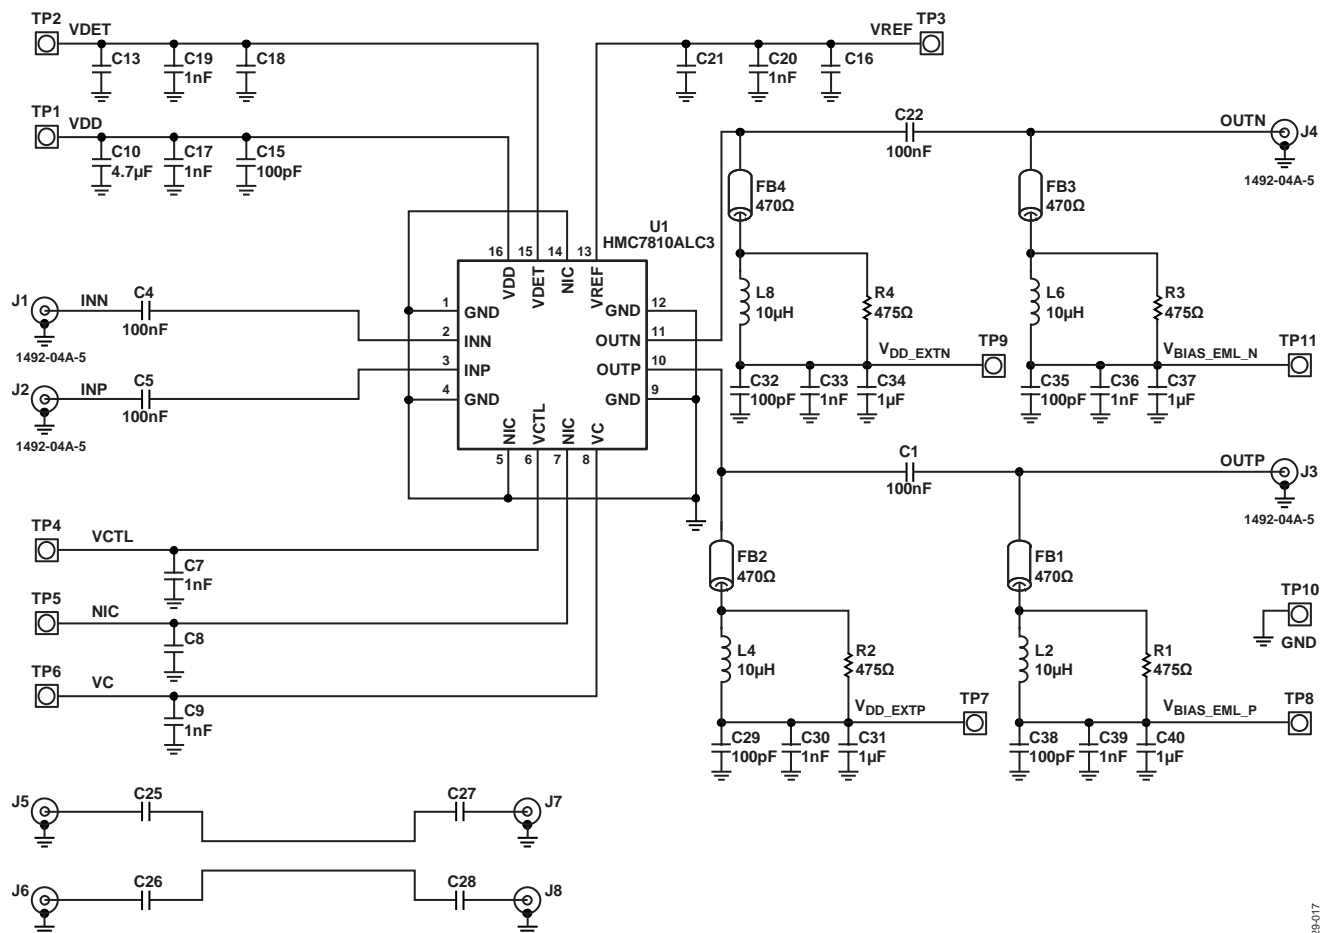 TP2
VDET
C13
C19
1nF
C18
TP1
VDD
C10
4.7µF
C17
1nF
C15
100pF
VREF
TP3
C21
C20
1nF
C16
C22
100nF
OUTN
J4
1492-04A-5
FB4
470Ω
FB3
470Ω
L8
10µH
R4
475Ω
L6
10µH
R3
475Ω
VDD_EXTN
TP9
VBIAS_EML_N
TP11
C32
100pF
C33
1nF
C34
1µF
C35
100pF
C36
1nF
C37
1µF
U1
HMC7810ALC3
16
15
14
13
VDD
VDET
NIC
VREF
1
GND
2
INN
3
INP
4
GND
GND
12
OUTN
11
OUTP
10
GND
9
NIC
VCTL
NIC
VC
5
6
7
8
J1
INN
C4
100nF
1492-04A-5
J2
INP
C5
100nF
1492-04A-5
C1
100nF
OUTP
J3
1492-04A-5
TP4
VCTL
C7
1nF
TP5
NIC
C8
TP6
VC
C9
1nF
FB2
470Ω
FB1
470Ω
TP10
GND
L4
10µH
R2
475Ω
L2
10µH
R1
475Ω
VDD_EXTP
TP7
VBIAS_EML_P
TP8
C29
100pF
C30
1nF
C31
1µF
C38
100pF
C39
1nF
C40
1µF
J5
C25
C27
J7
J6
C26
C28
J8
29-017